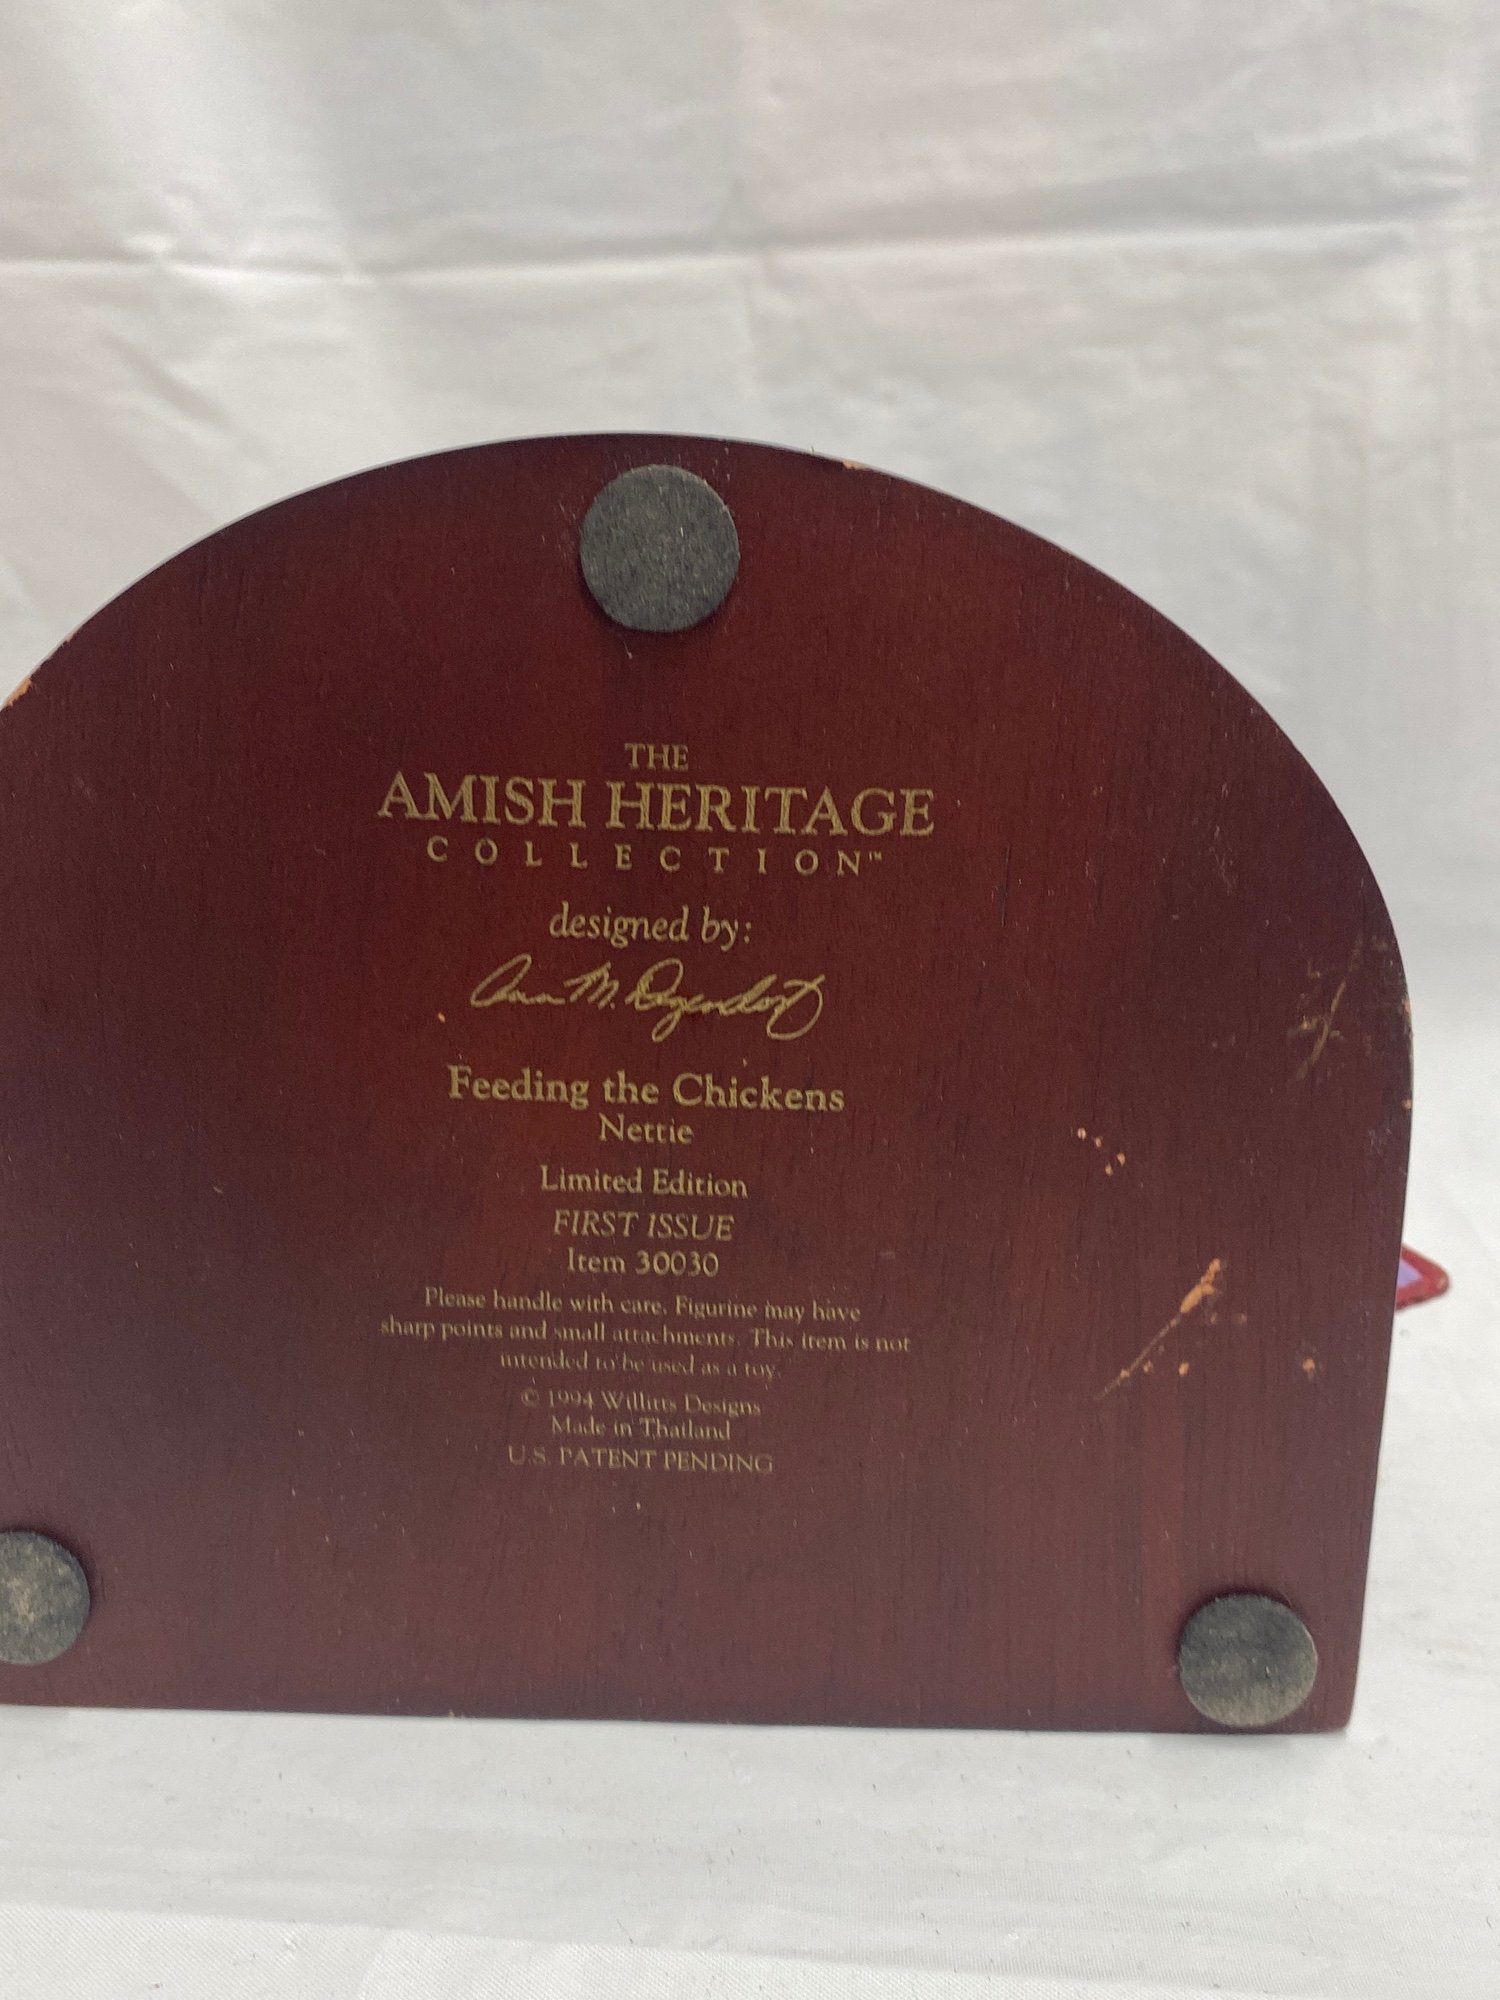 THE
AMISH HERITAGE
COLLECTION™
designed by:
Ann M. Dezendorf
Feeding the Chickens
Nettie
Limited Edition
FIRST ISSUE
Item 30030
Please handle with care. Figurine may have
sharp points and small attachments. This item is not
intended to be used as a toy.
© 1994 Willitts Designs
Made in Thailand
U.S. PATENT PENDING